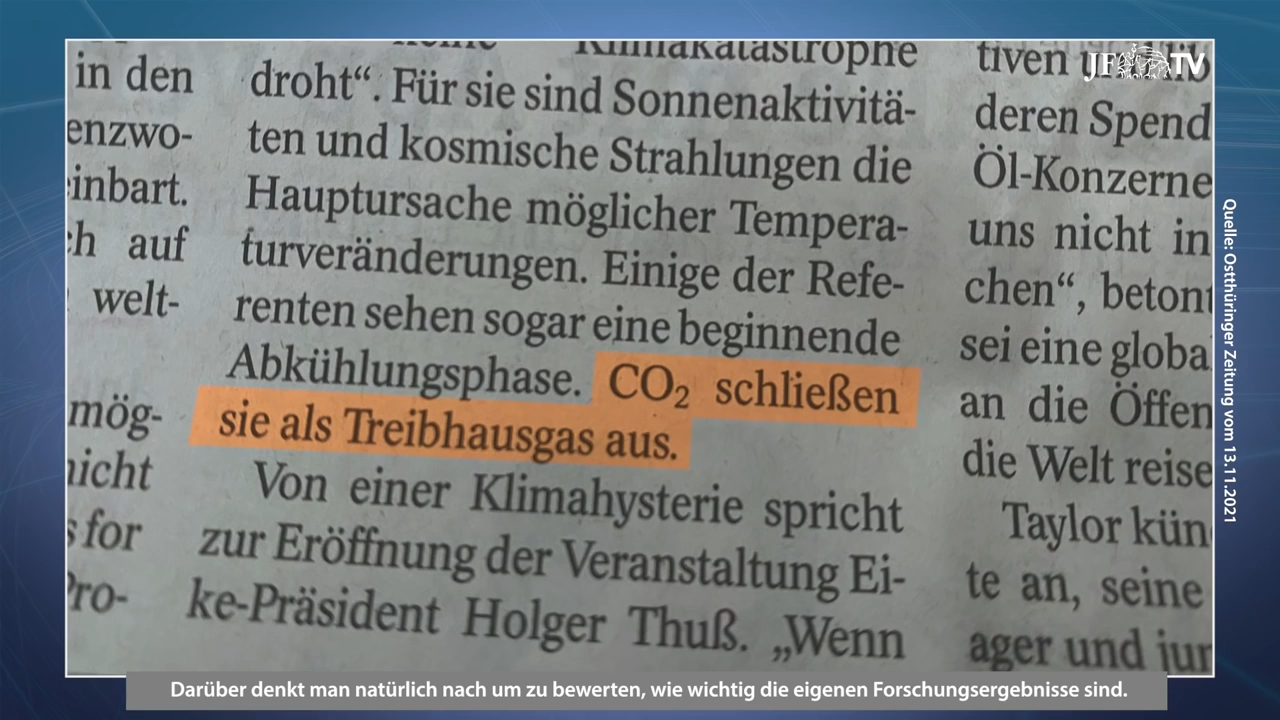 in den
enzwo-
inbart.
ch auf
welt-
mög-
nicht
s for
Pro-
Klimakatastrophe
droht“. Für sie sind Sonnenaktivitä-
ten und kosmische Strahlungen die
Hauptursache möglicher Tempera-
turveränderungen. Einige der Refe-
renten sehen sogar eine beginnende
Abkühlungsphase. CO₂ schließen
sie als Treibhausgas aus.
Von einer Klimahysterie spricht
zur Eröffnung der Veranstaltung Ei-
ke-Präsident Holger Thuß. „Wenn
tiven
deren Spend
Öl-Konzerne
uns nicht in
chen“, betont
sei eine globa
an die Öffen
die Welt reise
Taylor kün
te an, seine
ager und jur
JF TV
Quelle: Ostthüringer Zeitung vom 13.11.2021
Darüber denkt man natürlich nach um zu bewerten, wie wichtig die eigenen Forschungsergebnisse sind.